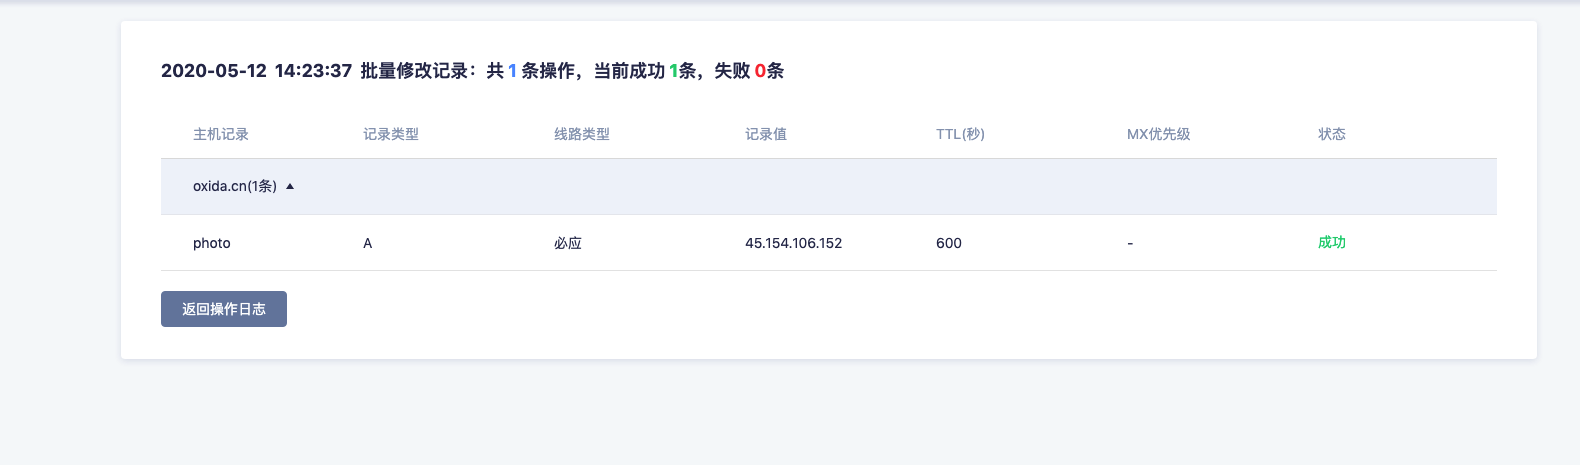 2020-05-12 14:23:37 批量修改记录：共 1 条操作，当前成功 1条，失败 0条
主机记录 记录类型 线路类型 记录值 TTL(秒) MX优先级 状态
oxida.cn(1条)
photo A 必应 45.154.106.152 600 - 成功
返回操作日志